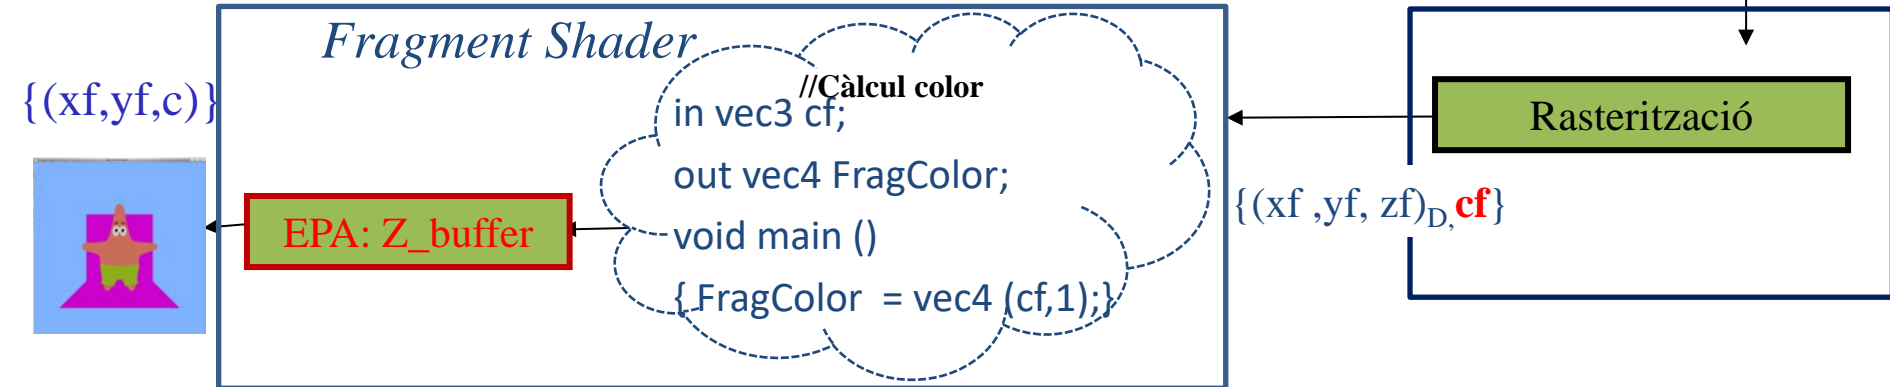 Fragment Shader
{(xf,yf,c)}
//Càlcul color
in vec3 cf;
out vec4 FragColor;
void main ()
{ FragColor = vec4 (cf,1);}
EPA: Z_buffer
Rasterització
{(xf ,yf, zf)D,cf}